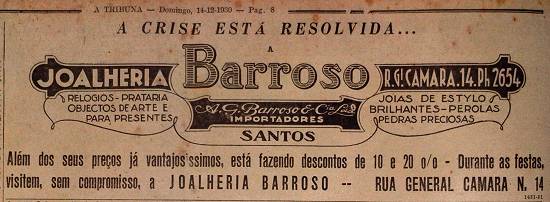 A TRIBUNA — Domingo, 14-12-1930 — Pag. 8
A CRISE ESTÁ RESOLVIDA...
A
JOALHERIA Barroso R. Gl. CAMARA. 14. Ph 2654
RELOGIOS - PRATARIA
OBJECTOS DE ARTE E
PARA PRESENTES
A. G. Barroso & Cia. Lda.
IMPORTADORES
SANTOS
JOIAS DE ESTYLO
BRILHANTES - PEROLAS
PEDRAS PRECIOSAS
Além dos seus preços já vantajosissimos, está fazendo descontos de 10 e 20 o/o - Durante as festas,
visitem, sem compromisso, a JOALHERIA BARROSO -- RUA GENERAL CAMARA N. 14